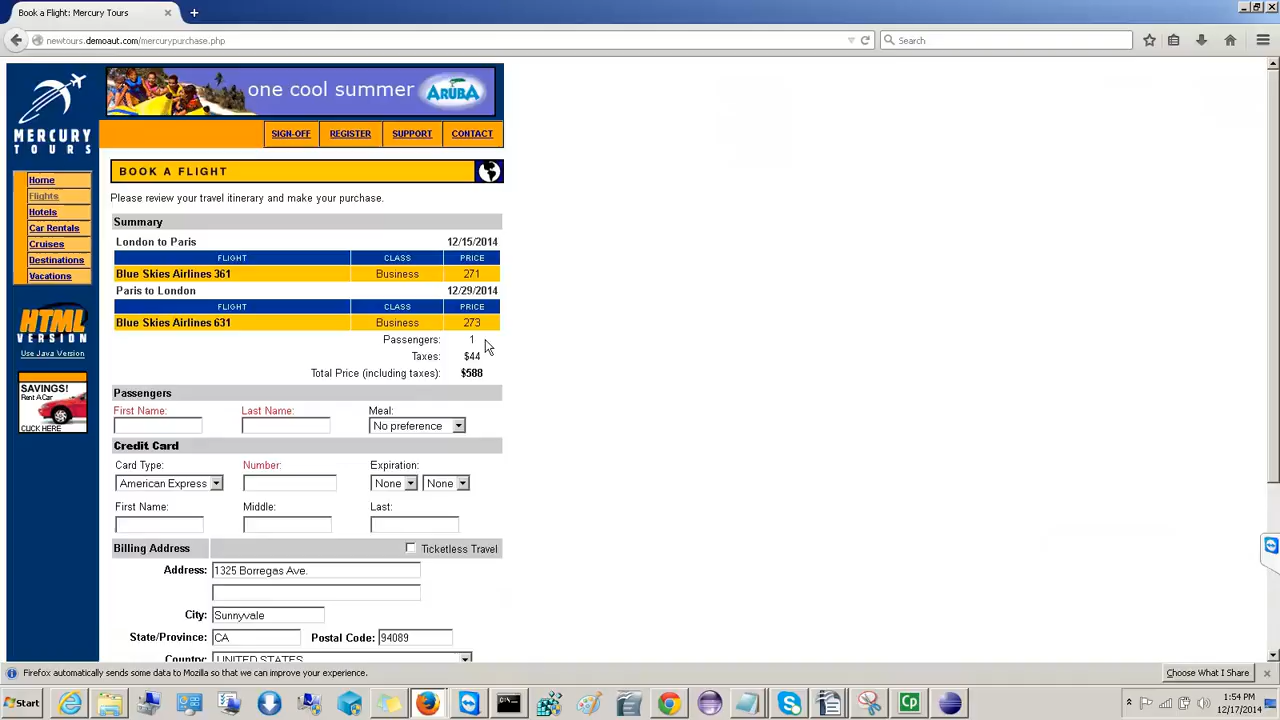 Book a Flight: Mercury Tours
newtours.demoaut.com/mercurypurchase.php
Search
one cool summer
ARUBA
MERCURY
TOURS
SIGN-OFF
REGISTER
SUPPORT
CONTACT
Home
Flights
Hotels
Car Rentals
Cruises
Destinations
Vacations
HTML
VERSION
Use Java Version
SAVINGS!
Rent A Car
CLICK HERE
BOOK A FLIGHT
Please review your travel itinerary and make your purchase.
Summary
London to Paris 12/15/2014
FLIGHT CLASS PRICE
Blue Skies Airlines 361 Business 271
Paris to London 12/29/2014
FLIGHT CLASS PRICE
Blue Skies Airlines 631 Business 273
Passengers: 1
Taxes: $44
Total Price (including taxes): $588
Passengers
First Name: Last Name: Meal:
No preference
Credit Card
Card Type: Number: Expiration:
American Express None None
First Name: Middle: Last:
Billing Address Ticketless Travel
Address: 1325 Borregas Ave.
City: Sunnyvale
State/Province: CA Postal Code: 94089
Country: UNITED STATES
Firefox automatically sends some data to Mozilla so that we can improve your experience.
Choose What I Share
Start
Cp
1:54 PM
12/17/2014